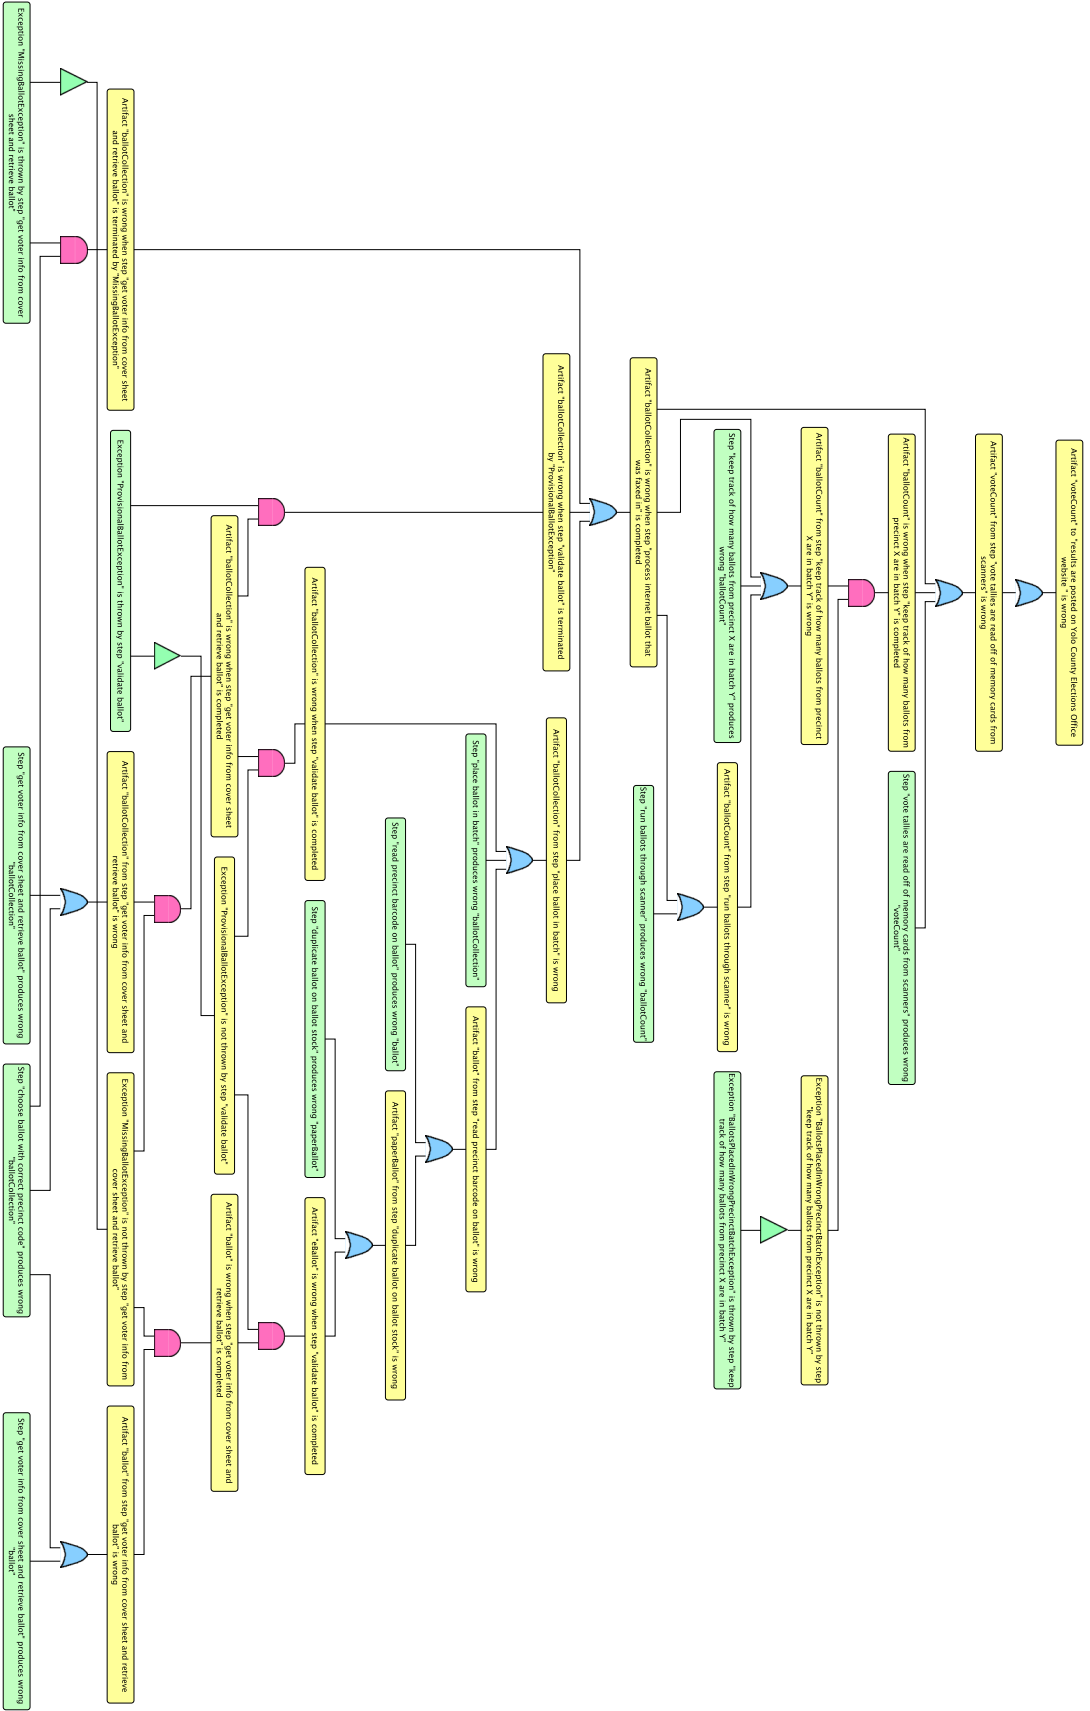 Artifact "voteCount" to "results are posted on Yolo County Elections Office
website " is wrong
Artifact "voteCount" from step "vote tallies are read off of memory cards from
scanners" is wrong
Artifact "ballotCount" is wrong when step "keep track of how many ballots from
precinct X are in batch Y" is completed
Step "vote tallies are read off of memory cards from scanners" produces wrong
"voteCount"
Artifact "ballotCount" from step "keep track of how many ballots from precinct
X are in batch Y" is wrong
Exception "BallotsPlacedInWrongPrecinctBatchException" is not thrown by step
"keep track of how many ballots from precinct X are in batch Y"
Step "keep track of how many ballots from precinct X are in batch Y" produces
wrong "ballotCount"
Artifact "ballotCount" from step "run ballots through scanner" is wrong
Exception "BallotsPlacedInWrongPrecinctBatchException" is thrown by step "keep
track of how many ballots from precinct X are in batch Y"
Artifact "ballotCollection" is wrong when step "process internet ballot that
was faxed in" is completed
Step "run ballots through scanner" produces wrong "ballotCount"
Artifact "ballotCollection" is wrong when step "validate ballot" is terminated
by "ProvisionalBallotException"
Artifact "ballotCollection" from step "place ballot in batch" is wrong
Step "place ballot in batch" produces wrong "ballotCollection"
Artifact "ballot" from step "read precinct barcode on ballot" is wrong
Step "read precinct barcode on ballot" produces wrong "ballot"
Artifact "paperBallot" from step "duplicate ballot on ballot stock" is wrong
Artifact "ballotCollection" is wrong when step "validate ballot" is completed
Step "duplicate ballot on ballot stock" produces wrong "paperBallot"
Artifact "eBallot" is wrong when step "validate ballot" is completed
Artifact "ballotCollection" is wrong when step "get voter info from cover sheet
and retrieve ballot" is completed
Exception "ProvisionalBallotException" is not thrown by step "validate ballot"
Artifact "ballot" is wrong when step "get voter info from cover sheet and
retrieve ballot" is completed
Artifact "ballotCollection" is wrong when step "get voter info from cover sheet
and retrieve ballot" is terminated by "MissingBallotException"
Exception "ProvisionalBallotException" is thrown by step "validate ballot"
Artifact "ballotCollection" from step "get voter info from cover sheet and
retrieve ballot" is wrong
Exception "MissingBallotException" is not thrown by step "get voter info from
cover sheet and retrieve ballot"
Artifact "ballot" from step "get voter info from cover sheet and retrieve
ballot" is wrong
Exception "MissingBallotException" is thrown by step "get voter info from cover
sheet and retrieve ballot"
Step "get voter info from cover sheet and retrieve ballot" produces wrong
"ballotCollection"
Step "choose ballot with correct precinct code" produces wrong
"ballotCollection"
Step "get voter info from cover sheet and retrieve ballot" produces wrong
"ballot"